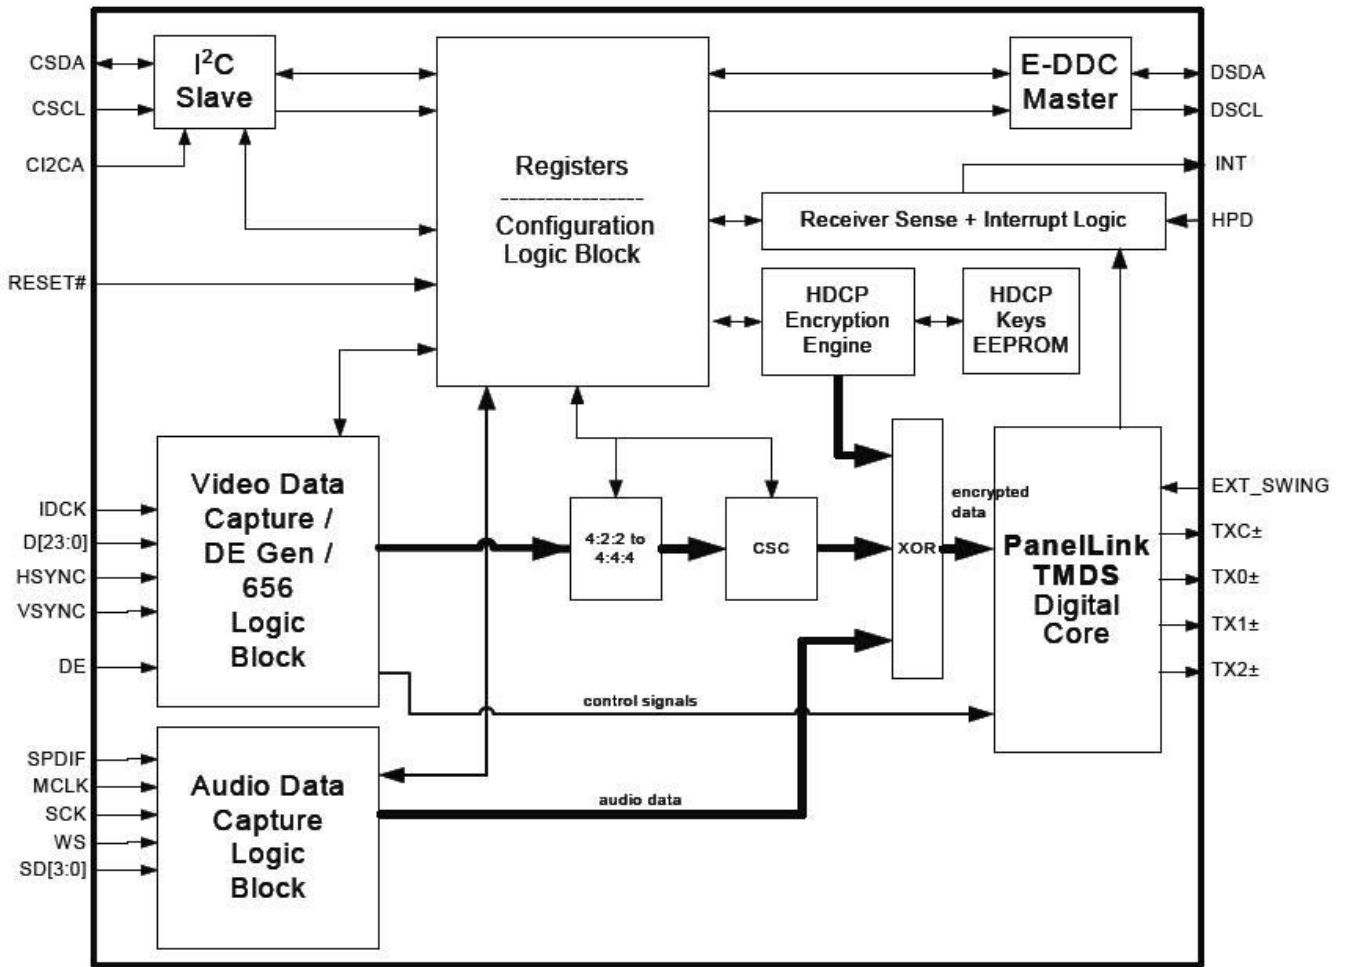 CSDA
CSCL
CI2CA
RESET#
I²C
Slave
Registers
----------------
Configuration
Logic Block
E-DDC
Master
DSDA
DSCL
INT
HPD
Receiver Sense + Interrupt Logic
HDCP
Encryption
Engine
HDCP
Keys
EEPROM
IDCK
D[23:0]
HSYNC
VSYNC
DE
Video Data
Capture /
DE Gen /
656
Logic
Block
4:2:2 to
4:4:4
CSC
XOR
encrypted
data
PanelLink
TMDS
Digital
Core
EXT_SWING
TXC±
TX0±
TX1±
TX2±
control signals
SPDIF
MCLK
SCK
WS
SD[3:0]
Audio Data
Capture
Logic
Block
audio data